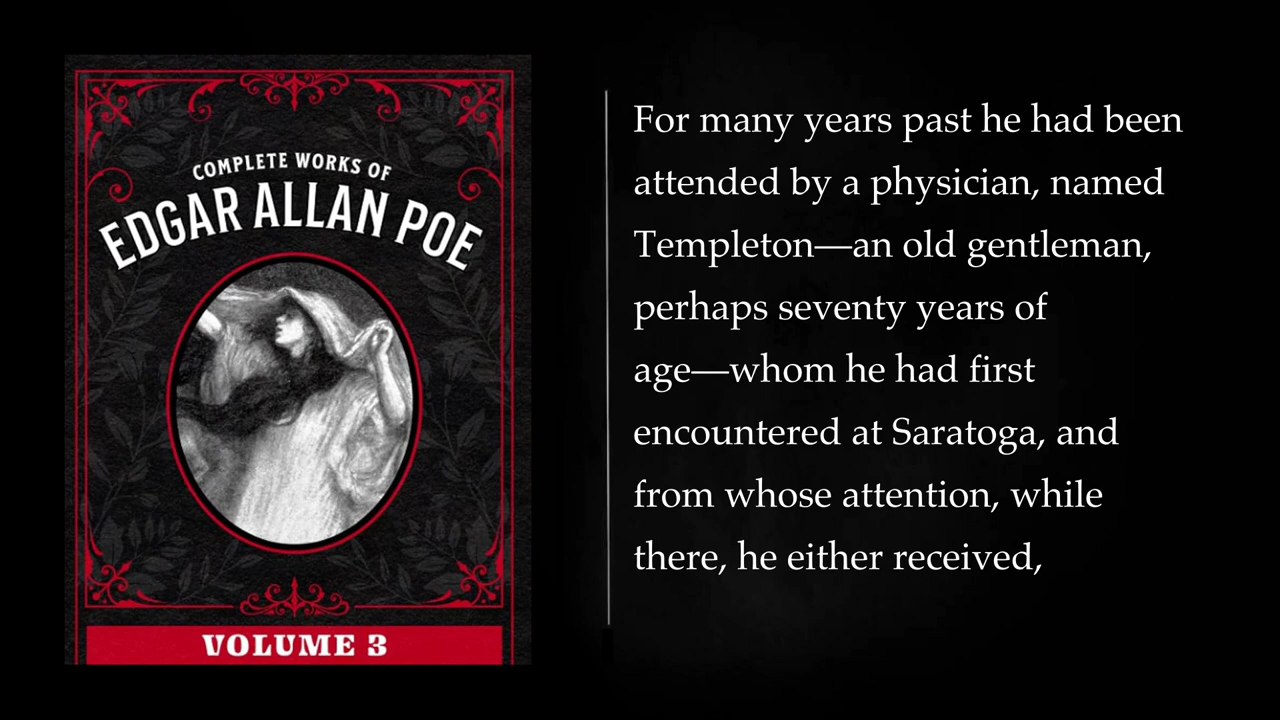 COMPLETE WORKS OF
EDGAR ALLAN POE
VOLUME 3
For many years past he had been
attended by a physician, named
Templeton—an old gentleman,
perhaps seventy years of
age—whom he had first
encountered at Saratoga, and
from whose attention, while
there, he either received,